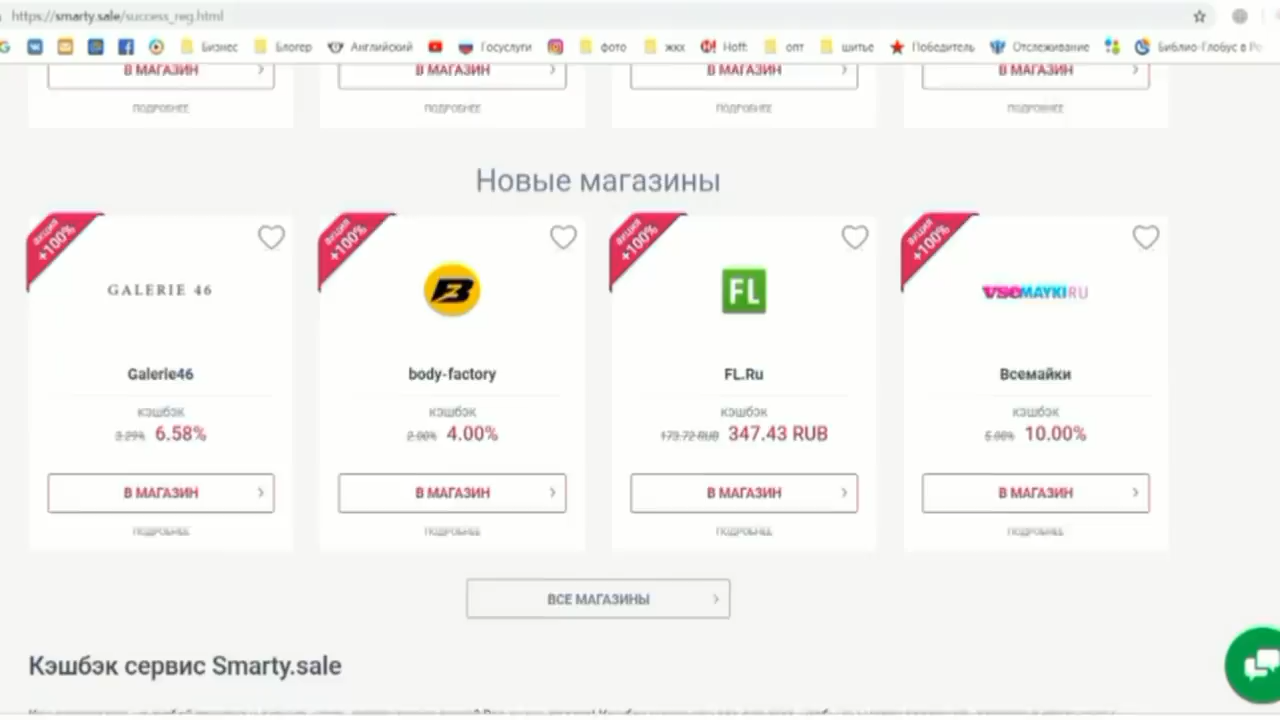 https://smarty.sale/success_reg.html
Бизнес Блогер Английский Госуслуги фото жкх Hoff опт шитье Победитель Отслеживание Библио-Глобус в Ро
В МАГАЗИН В МАГАЗИН В МАГАЗИН В МАГАЗИН
ПОДРОБНЕЕ ПОДРОБНЕЕ ПОДРОБНЕЕ ПОДРОБНЕЕ
Новые магазины
АКЦИЯ +100% АКЦИЯ +100% АКЦИЯ +100% АКЦИЯ +100%
GALERIE 46 FL VSEMAYKI.RU
Galerie46 body-factory FL.Ru Всемайки
кэшбэк кэшбэк кэшбэк кэшбэк
3.29% 6.58% 2.00% 4.00% 173.72 RUB 347.43 RUB 5.00% 10.00%
В МАГАЗИН В МАГАЗИН В МАГАЗИН В МАГАЗИН
ПОДРОБНЕЕ ПОДРОБНЕЕ ПОДРОБНЕЕ ПОДРОБНЕЕ
ВСЕ МАГАЗИНЫ
Кэшбэк сервис Smarty.sale